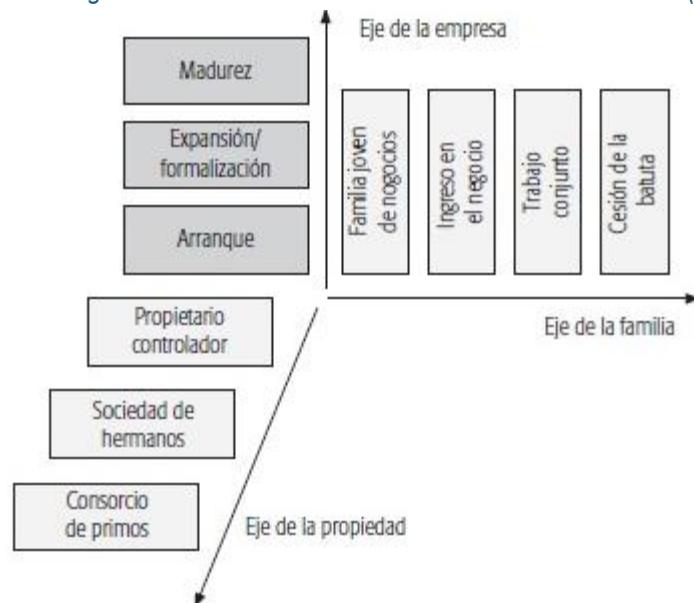 Eje de la empresa
Madurez
Expansión/
formalización
Arranque
Familia joven
de nogocios
Ingreso en
el negocio
Trabajo
conjunto
Cesión de la
batuta
Eje de la familia
Propietario
controlador
Sociedad de
hermanos
Consorcio
de primos
Eje de la propiedad